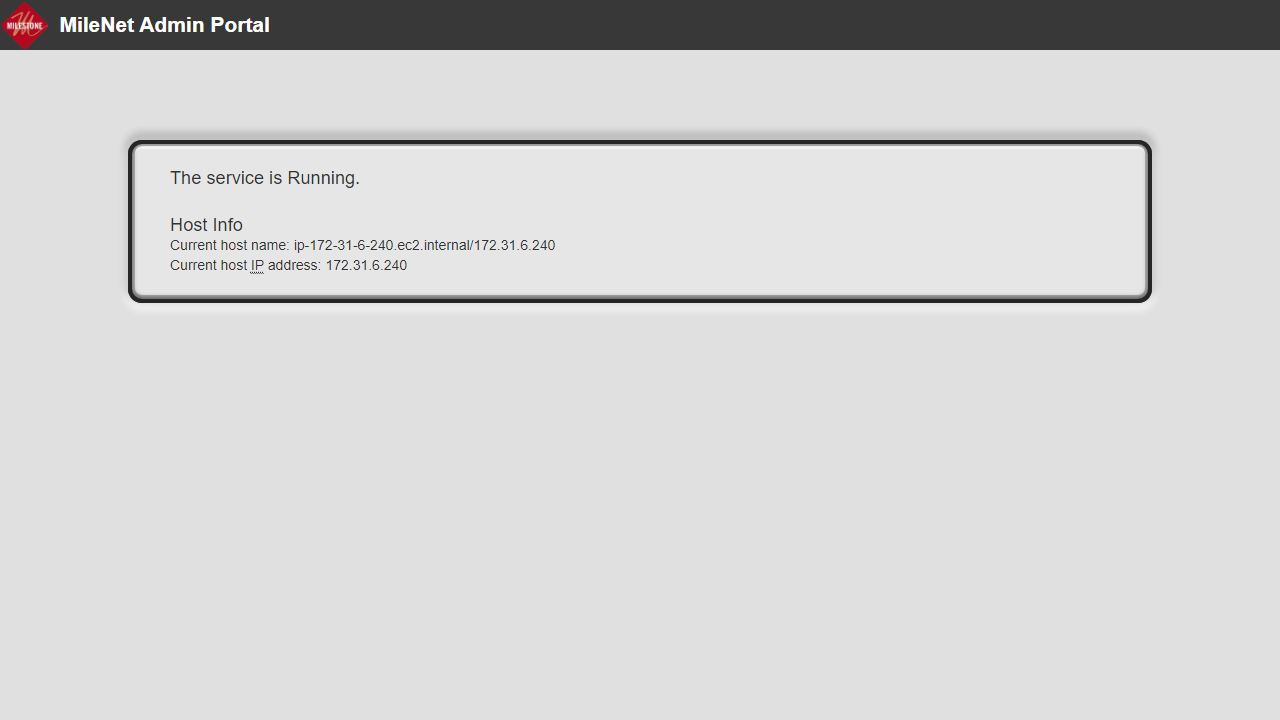 MILESTONE
MileNet Admin Portal
The service is Running.
Host Info
Current host name: ip-172-31-6-240.ec2.internal/172.31.6.240
Current host IP address: 172.31.6.240